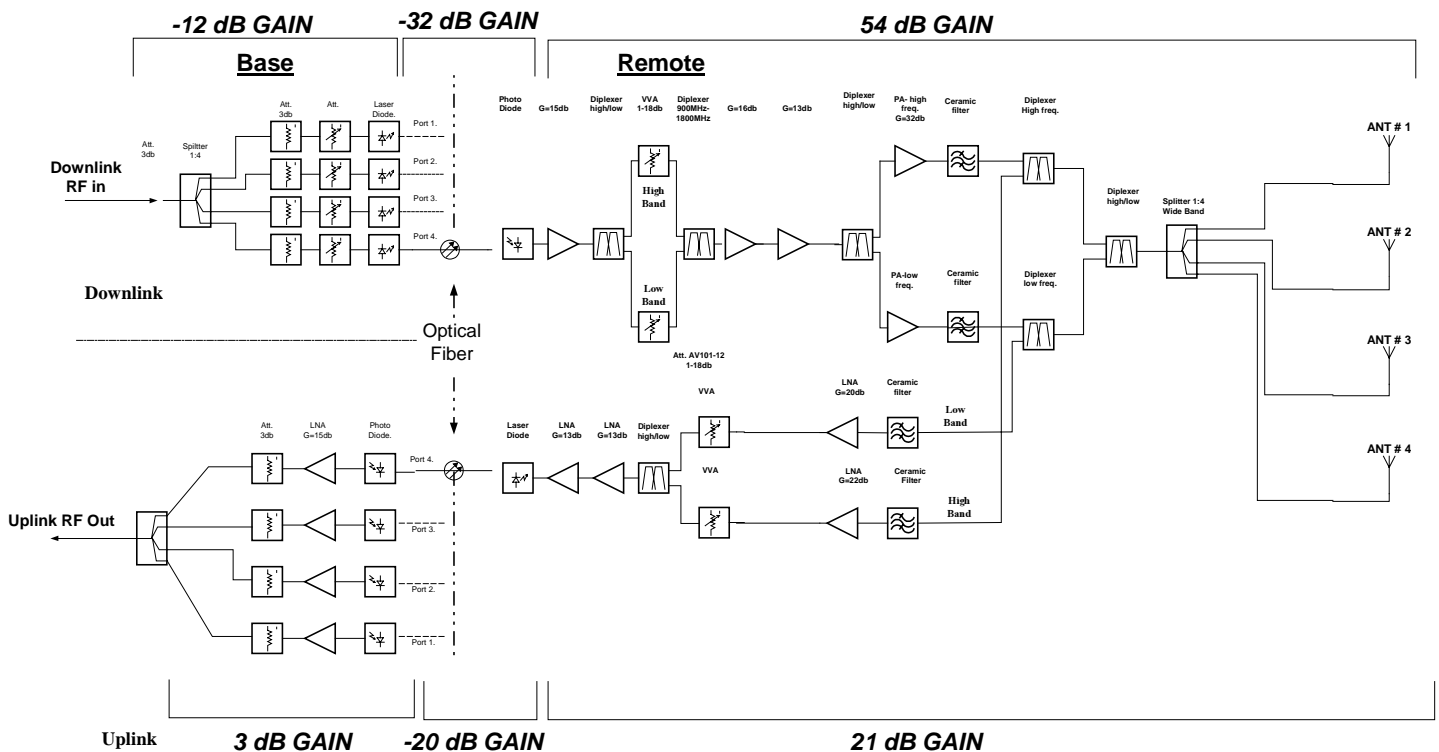 -12 dB GAIN
-32 dB GAIN
54 dB GAIN
Base
Remote
Att.
3db
Att.
Laser
Diode.
Att.
3db
Spiltter
1:4
Port 1.
Port 2.
Port 3.
Port 4.
Downlink
RF in
Downlink
Photo
Diode
G=15db
Diplexer
high/low
VVA
1-18db
Diplexer
900MHz-
1800MHz
G=16db
G=13db
Diplexer
high/low
PA- high
freq.
G=32db
Ceramic
filter
Diplexer
High freq.
High
Band
Low
Band
PA-low
freq.
Ceramic
filter
Diplexer
low freq.
Diplexer
high/low
Splitter 1:4
Wide Band
ANT # 1
ANT # 2
ANT # 3
ANT # 4
Optical
Fiber
Att. AV101-12
1-18db
VVA
LNA
G=20db
Ceramic
filter
Low
Band
Att.
3db
LNA
G=15db
Photo
Diode.
Laser
Diode
LNA
G=13db
LNA
G=13db
Diplexer
high/low
VVA
LNA
G=22db
Ceramic
Filter
High
Band
Port 4.
Port 3.
Port 2.
Port 1.
Uplink RF Out
Uplink
3 dB GAIN
-20 dB GAIN
21 dB GAIN